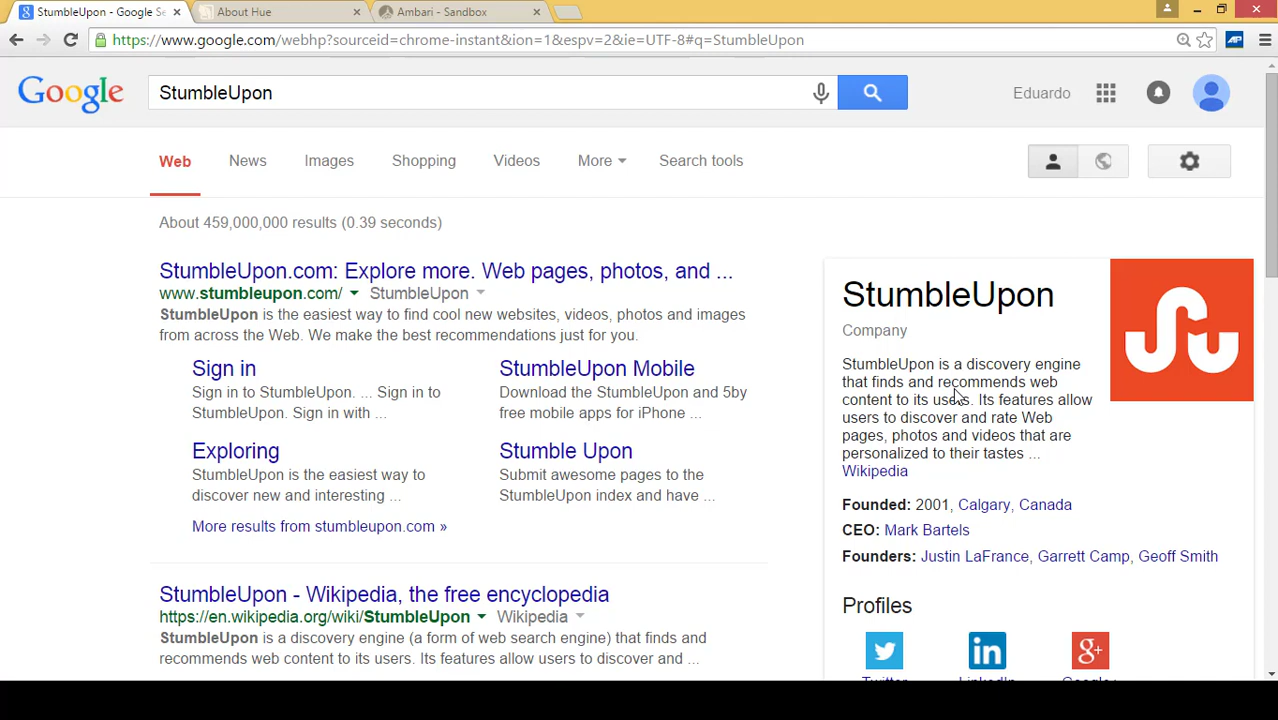 StumbleUpon - Google Se
About Hue
Ambari - Sandbox
https://www.google.com/webhp?sourceid=chrome-instant&ion=1&espv=2&ie=UTF-8#q=StumbleUpon
Google
StumbleUpon
Eduardo
Web News Images Shopping Videos More Search tools
About 459,000,000 results (0.39 seconds)
StumbleUpon.com: Explore more. Web pages, photos, and ...
www.stumbleupon.com/ StumbleUpon
StumbleUpon is the easiest way to find cool new websites, videos, photos and images
from across the Web. We make the best recommendations just for you.
Sign in
Sign in to StumbleUpon. ... Sign in to
StumbleUpon. Sign in with ...
StumbleUpon Mobile
Download the StumbleUpon and 5by
free mobile apps for iPhone ...
Exploring
StumbleUpon is the easiest way to
discover new and interesting ...
Stumble Upon
Submit awesome pages to the
StumbleUpon index and have ...
More results from stumbleupon.com »
StumbleUpon - Wikipedia, the free encyclopedia
https://en.wikipedia.org/wiki/StumbleUpon Wikipedia
StumbleUpon is a discovery engine (a form of web search engine) that finds and
recommends web content to its users. Its features allow users to discover and ...
StumbleUpon
Company
StumbleUpon is a discovery engine
that finds and recommends web
content to its users. Its features allow
users to discover and rate Web
pages, photos and videos that are
personalized to their tastes ...
Wikipedia
Founded: 2001, Calgary, Canada
CEO: Mark Bartels
Founders: Justin LaFrance, Garrett Camp, Geoff Smith
Profiles
Twitter LinkedIn Google+